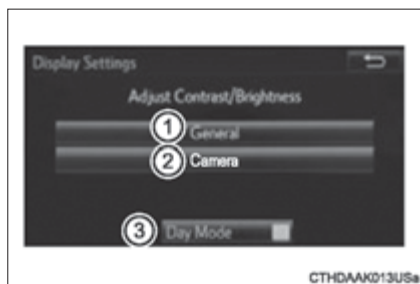 Display Settings
Adjust Contrast/Brightness
1 General
2 Camera
3 Day Mode
CTHDAAK013USa